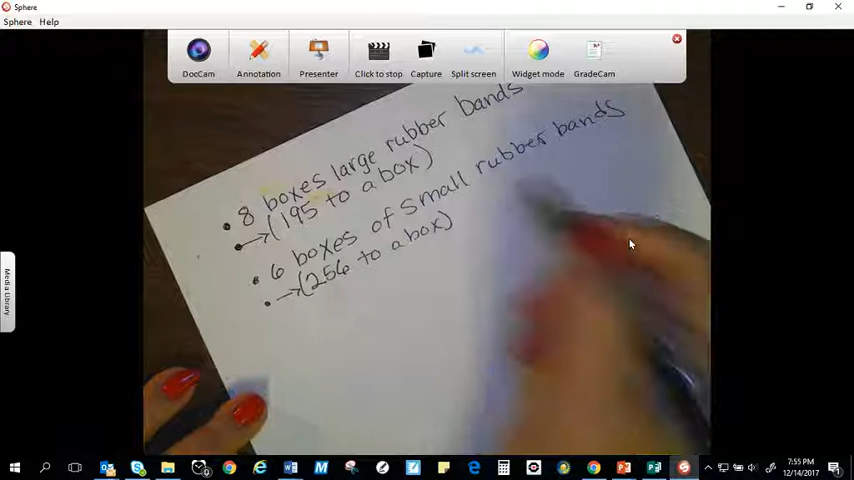 Sphere
Sphere Help
DocCam
Annotation
Presenter
Click to stop
Capture
Split screen
Widget mode
GradeCam
• 8 boxes large rubber bands
• → (195 to a box)
• 6 boxes of small rubber bands
• → (256 to a box)
Media Library
7:55 PM
12/14/2017